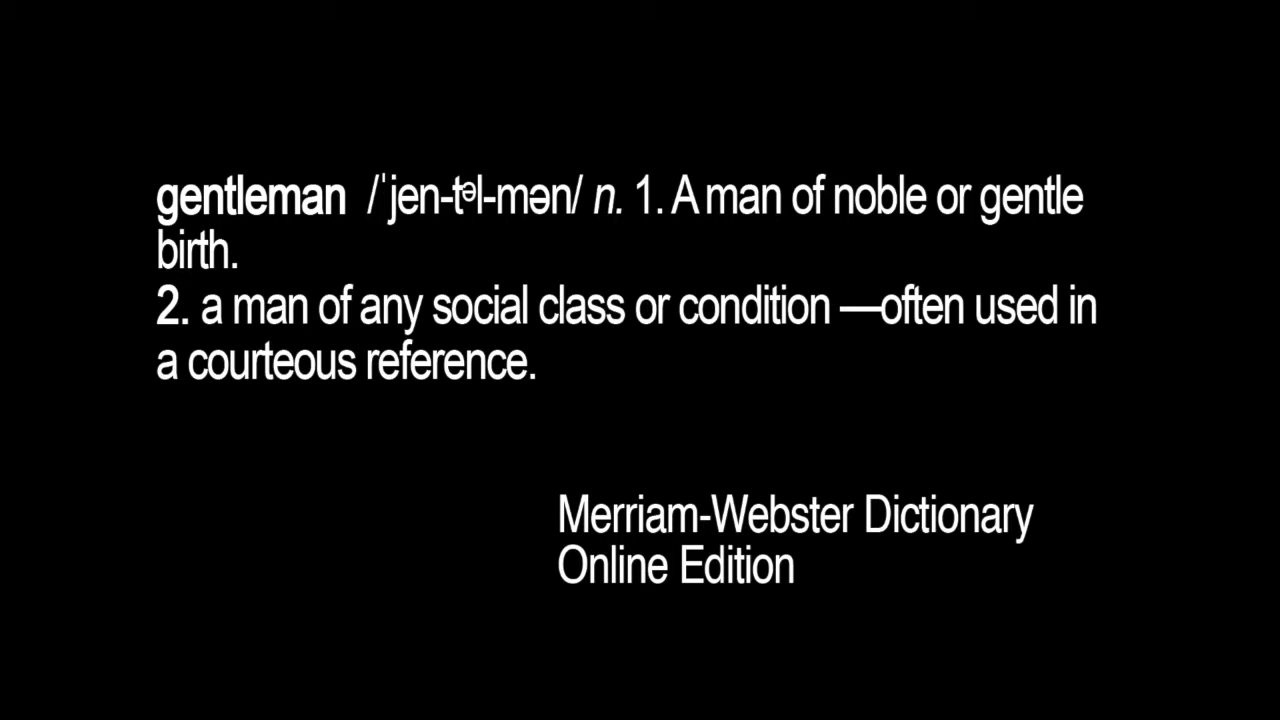 gentleman /ˈjen-tᵊl-mən/ n. 1. A man of noble or gentle
birth.
2. a man of any social class or condition —often used in
a courteous reference.
Merriam-Webster Dictionary
Online Edition